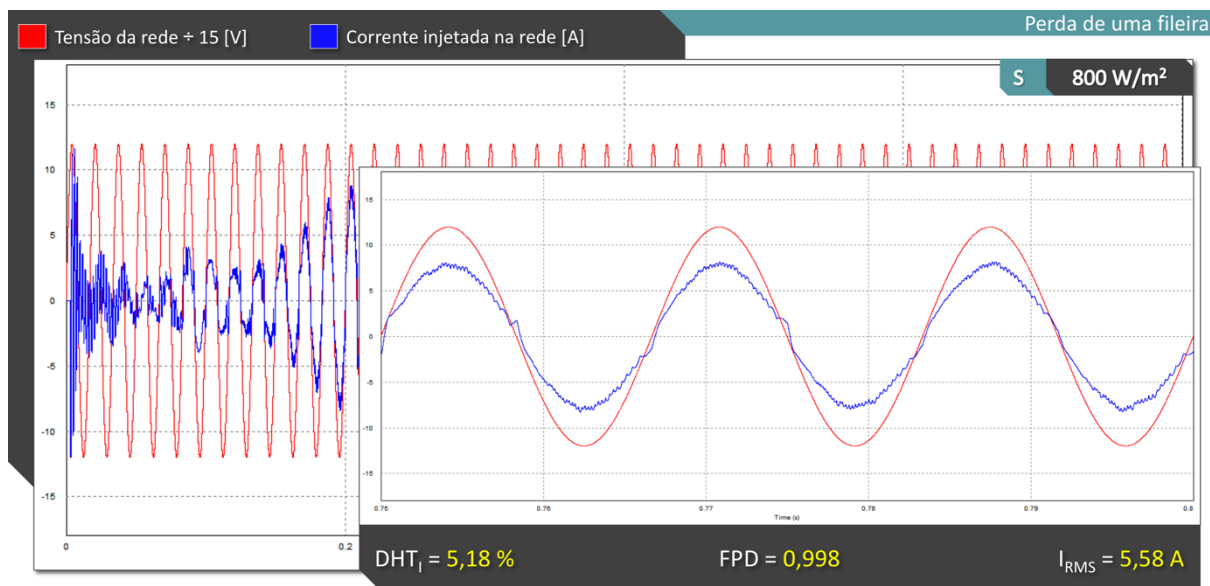 Perda de uma fileira
Tensão da rede ÷ 15 [V]
Corrente injetada na rede [A]
S
800 W/m²
15
10
5
0
-5
-10
-15
0
0.2
15
10
5
0
-5
-10
-15
0.75
0.76
0.77
0.78
0.79
0.8
Time (s)
DHT_I = 5,18 %
FPD = 0,998
I_RMS = 5,58 A